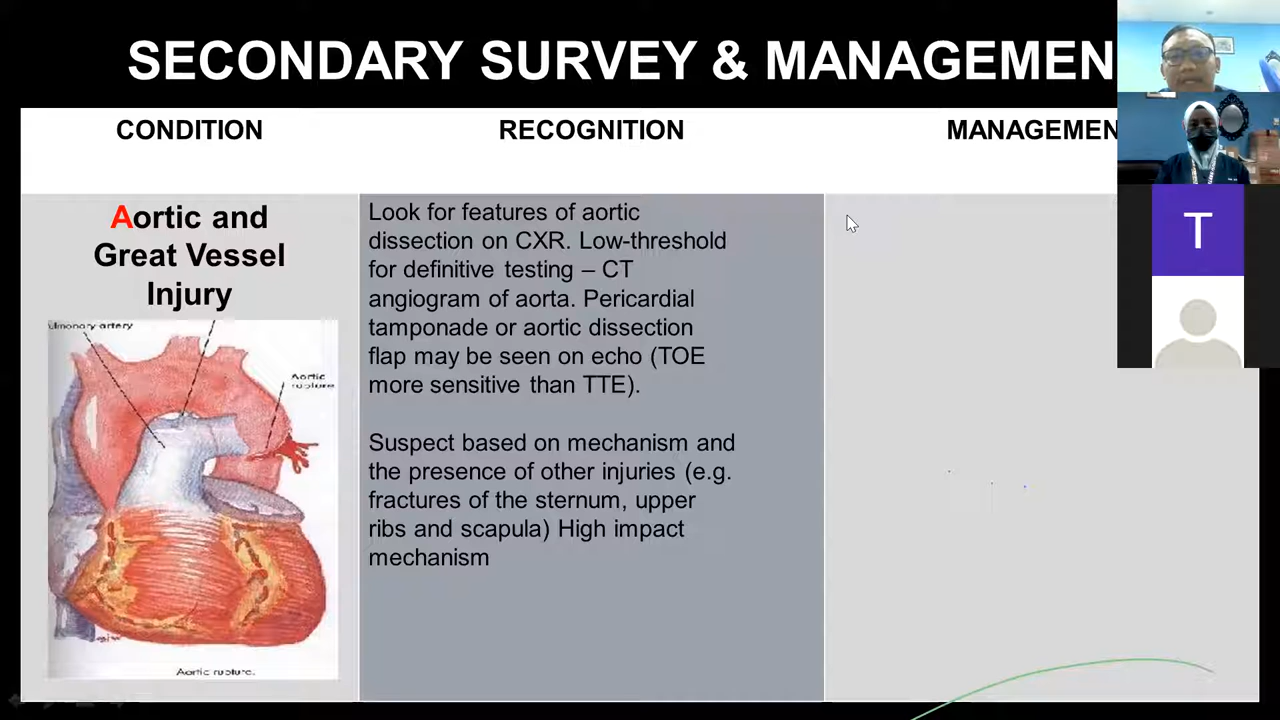 SECONDARY SURVEY & MANAGEMEN
CONDITION
RECOGNITION
MANAGEMEN
Aortic and
Great Vessel
Injury
ulmonary artery
Aortic
rupture
Aortic rupture.
Look for features of aortic
dissection on CXR. Low-threshold
for definitive testing – CT
angiogram of aorta. Pericardial
tamponade or aortic dissection
flap may be seen on echo (TOE
more sensitive than TTE).
Suspect based on mechanism and
the presence of other injuries (e.g.
fractures of the sternum, upper
ribs and scapula) High impact
mechanism
T